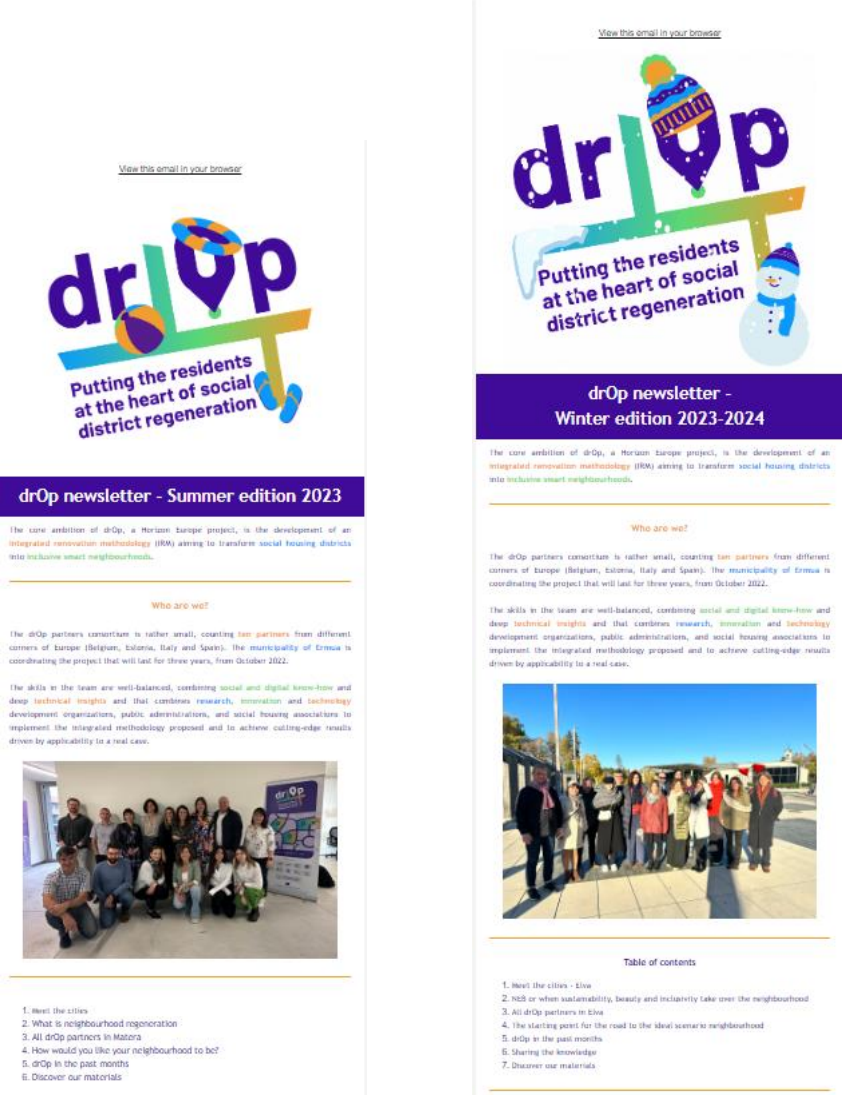 View this email in your browser
drOp
Putting the residents
at the heart of social
district regeneration
drOp newsletter - Summer edition 2023
The core ambition of drOp, a Horizon Europe project, is the development of an
integrated renovation methodology (IRM) aiming to transform social housing districts
into inclusive smart neighbourhoods.
Who are we?
The drOp partners consortium is rather small, counting ten partners from different
corners of Europe (Belgium, Estonia, Italy and Spain). The municipality of Ermua is
coordinating the project that will last for three years, from October 2022.
The skills in the team are well-balanced, combining social and digital know-how and
deep technical insights and that combines research, innovation and technology
development organizations, public administrations, and social housing associations to
implement the integrated methodology proposed and to achieve cutting-edge results
driven by applicability to a real case.
drOp
1. Meet the cities
2. What is neighbourhood regeneration
3. All drOp partners in Matera
4. How would you like your neighbourhood to be?
5. drOp in the past months
6. Discover our materials
View this email in your browser
drOp
Putting the residents
at the heart of social
district regeneration
drOp newsletter -
Winter edition 2023-2024
The core ambition of drOp, a Horizon Europe project, is the development of an
integrated renovation methodology (IRM) aiming to transform social housing districts
into inclusive smart neighbourhoods.
Who are we?
The drOp partners consortium is rather small, counting ten partners from different
corners of Europe (Belgium, Estonia, Italy and Spain). The municipality of Ermua is
coordinating the project that will last for three years, from October 2022.
The skills in the team are well-balanced, combining social and digital know-how and
deep technical insights and that combines research, innovation and technology
development organizations, public administrations, and social housing associations to
implement the integrated methodology proposed and to achieve cutting-edge results
driven by applicability to a real case.
Table of contents
1. Meet the cities - Elva
2. NEB or when sustainability, beauty and inclusivity take over the neighbourhood
3. All drOp partners in Elva
4. The starting point for the road to the ideal scenario neighbourhood
5. drOp in the past months
6. Sharing the knowledge
7. Discover our materials